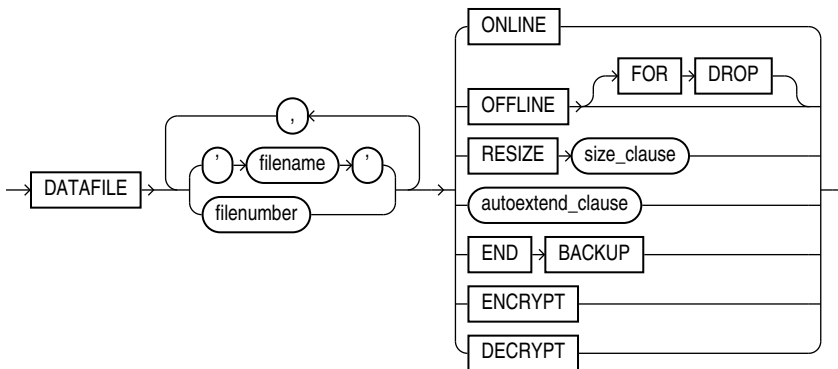 ONLINE
FOR DROP
OFFLINE
,
' filename '
RESIZE size_clause
DATAFILE
autoextend_clause
filenumber
END BACKUP
ENCRYPT
DECRYPT